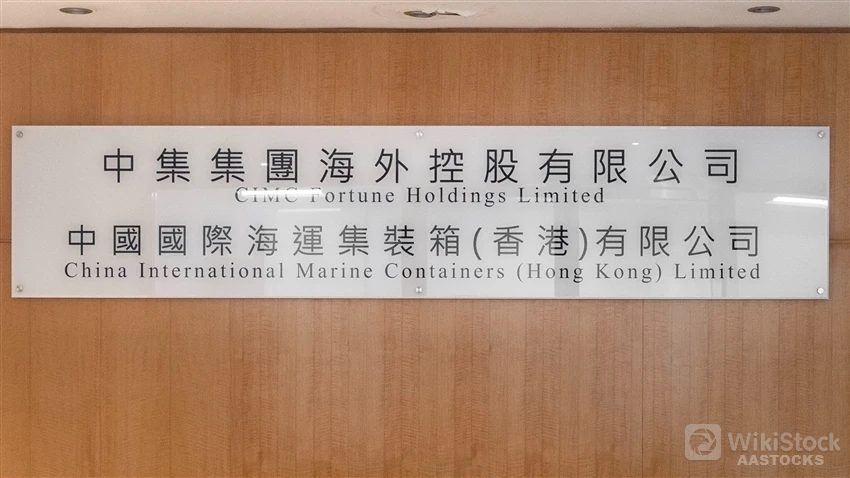 中集集團海外控股有限公司
CIMC Fortune Holdings Limited
中國國際海運集裝箱(香港)有限公司
China International Marine Containers (Hong Kong) Limited
WikiStock
AASTOCKS